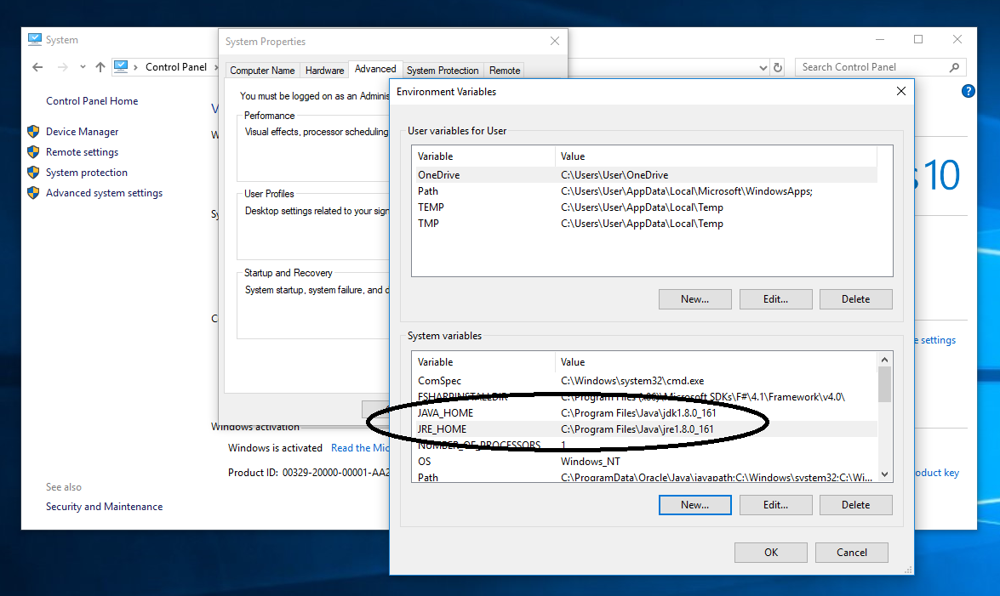 System
Control Panel
Search Control Panel
Control Panel Home
Device Manager
Remote settings
System protection
Advanced system settings
10
e settings
Windows activation
Windows is activated Read the Mic
Product ID: 00329-20000-00001-AA2
oduct key
See also
Security and Maintenance
System Properties
Computer Name Hardware Advanced System Protection Remote
You must be logged on as an Adminis
Performance
Visual effects, processor scheduling
User Profiles
Desktop settings related to your sign
Startup and Recovery
System startup, system failure, and d
Environment Variables
User variables for User
Variable Value
OneDrive C:\Users\User\OneDrive
Path C:\Users\User\AppData\Local\Microsoft\WindowsApps;
TEMP C:\Users\User\AppData\Local\Temp
TMP C:\Users\User\AppData\Local\Temp
New... Edit... Delete
System variables
Variable Value
ComSpec C:\Windows\system32\cmd.exe
FSHARPINSTALLDIR C:\Program Files (x86)\Microsoft SDKs\F#\4.1\Framework\v4.0\
JAVA_HOME C:\Program Files\Java\jdk1.8.0_161
JRE_HOME C:\Program Files\Java\jre1.8.0_161
NUMBER_OF_PROCESSORS 1
OS Windows_NT
Path C:\ProgramData\Oracle\Java\javapath;C:\Windows\system32;C:\Wi...
New... Edit... Delete
OK Cancel